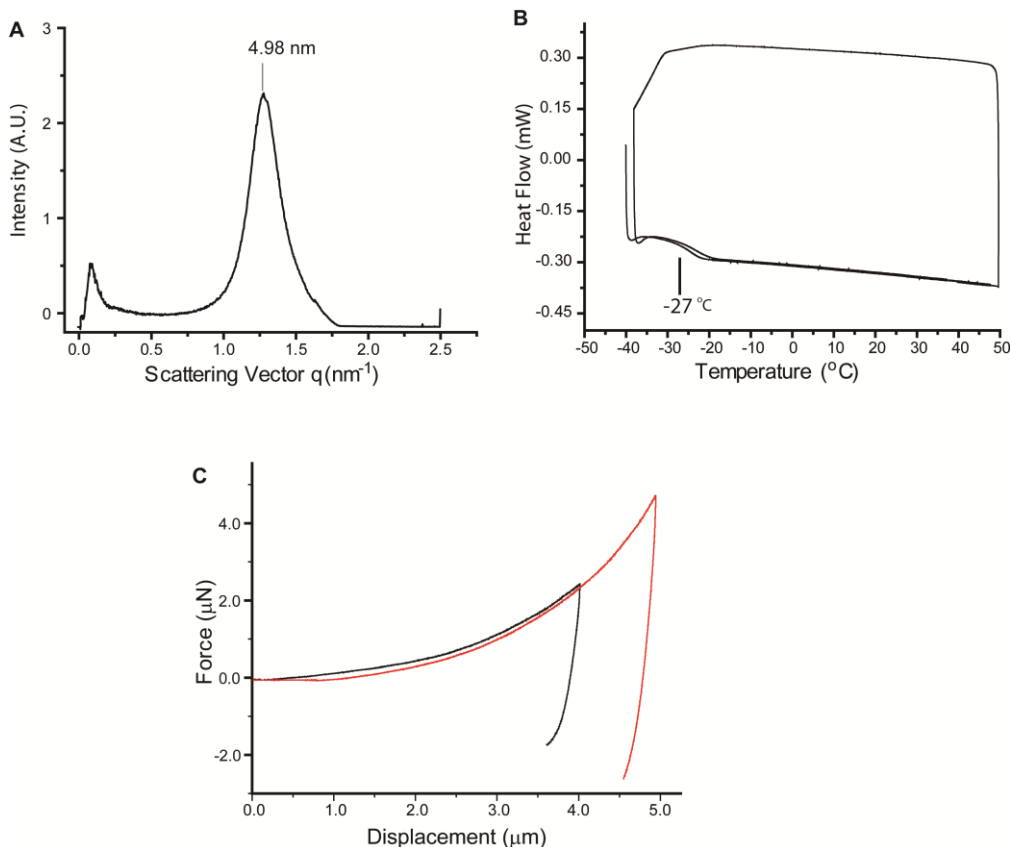 A
4.98 nm
3
2
1
0
Intensity (A.U.)
0.0 0.5 1.0 1.5 2.0 2.5
Scattering Vector q(nm⁻¹)
B
0.30
0.15
0.00
-0.15
-0.30
-0.45
Heat Flow (mW)
-27 °C
-50 -40 -30 -20 -10 0 10 20 30 40 50
Temperature (°C)
C
4.0
2.0
0.0
-2.0
Force (μN)
0.0 1.0 2.0 3.0 4.0 5.0
Displacement (μm)